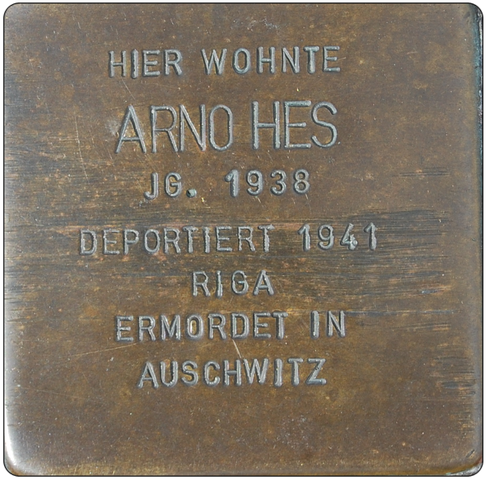 HIER WOHNTE
ARNO HES
JG. 1938
DEPORTIERT 1941
RIGA
ERMORDET IN
AUSCHWITZ